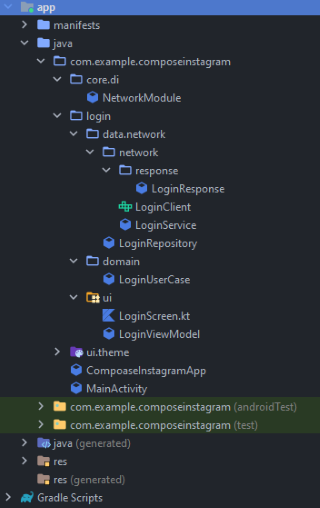 app
manifests
java
com.example.composeinstagram
core.di
NetworkModule
login
data.network
network
response
LoginResponse
LoginClient
LoginService
LoginRepository
domain
LoginUserCase
ui
LoginScreen.kt
LoginViewModel
ui.theme
CompoaseInstagramApp
MainActivity
com.example.composeinstagram (androidTest)
com.example.composeinstagram (test)
java (generated)
res
res (generated)
Gradle Scripts